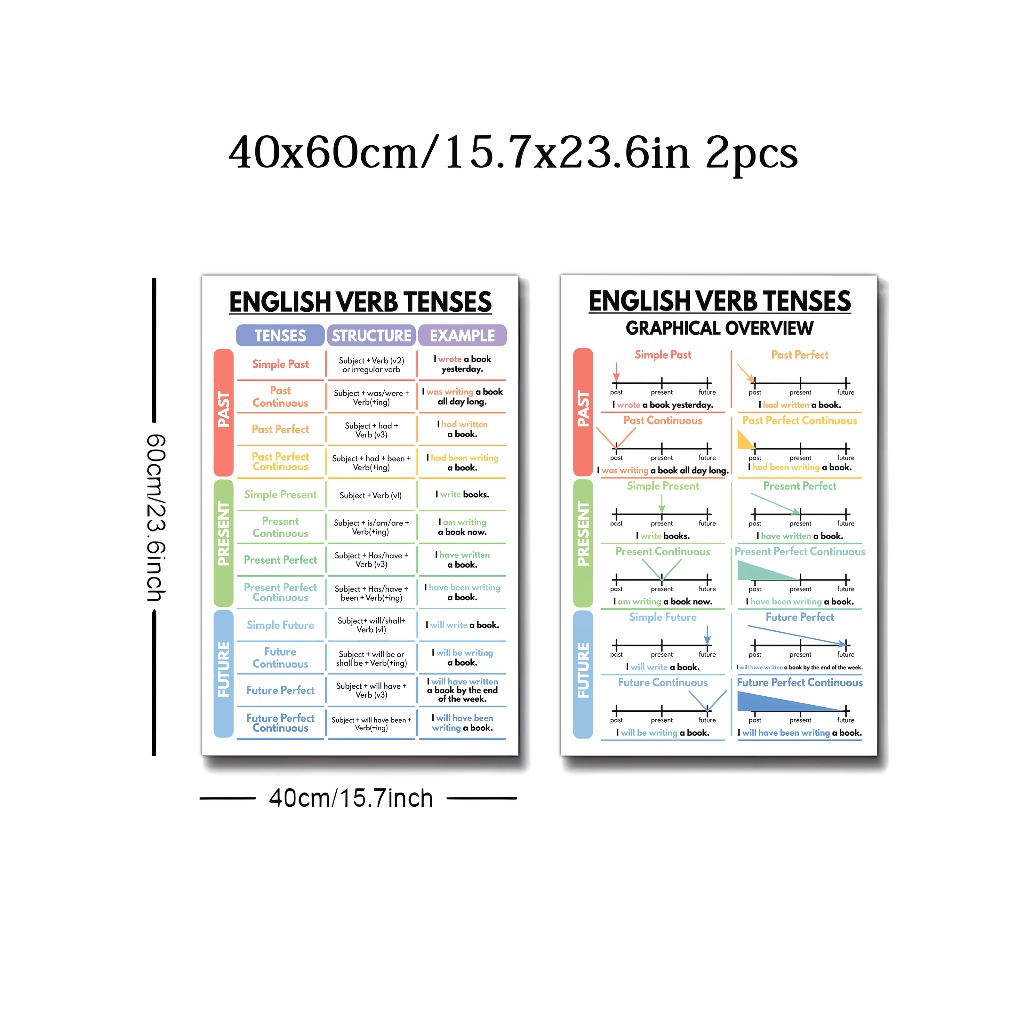 40x60cm/15.7x23.6in 2pcs
60cm/23.6inch
40cm/15.7inch
ENGLISH VERB TENSES
TENSES STRUCTURE EXAMPLE
PAST
Simple Past
Subject + Verb (v2)
or irregular verb
I wrote a book
yesterday.
Past
Continuous
Subject + was/were +
Verb(+ing)
I was writing a book
all day long.
Past Perfect
Subject + had +
Verb (v3)
I had written
a book.
Past Perfect
Continuous
Subject + had + been +
Verb(+ing)
I had been writing
a book.
PRESENT
Simple Present
Subject + Verb (v1)
I write books.
Present
Continuous
Subject + is/am/are +
Verb(+ing)
I am writing
a book now.
Present Perfect
Subject + Has/have +
Verb (v3)
I have written
a book.
Present Perfect
Continuous
Subject + Has/have +
been + Verb(+ing)
I have been writing
a book.
FUTURE
Simple Future
Subject+ will/shall+
Verb (v1)
I will write a book.
Future
Continuous
Subject+ will be or
shall be + Verb(+ing)
I will be writing
a book.
Future Perfect
Subject + will have +
Verb (v3)
I will have written
a book by the end
of the week.
Future Perfect
Continuous
Subject + will have been +
Verb(+ing)
I will have been
writing a book.
ENGLISH VERB TENSES
GRAPHICAL OVERVIEW
PAST
Simple Past
past present future
I wrote a book yesterday.
Past Perfect
past present future
I had written a book.
Past Continuous
past present future
I was writing a book all day long.
Past Perfect Continuous
past present future
I had been writing a book.
PRESENT
Simple Present
past present future
I write books.
Present Perfect
past present future
I have written a book.
Present Continuous
past present future
I am writing a book now.
Present Perfect Continuous
past present future
I have been writing a book.
FUTURE
Simple Future
past present future
I will write a book.
Future Perfect
past present future
I will have written a book by the end of the week.
Future Continuous
past present future
I will be writing a book.
Future Perfect Continuous
past present future
I will have been writing a book.